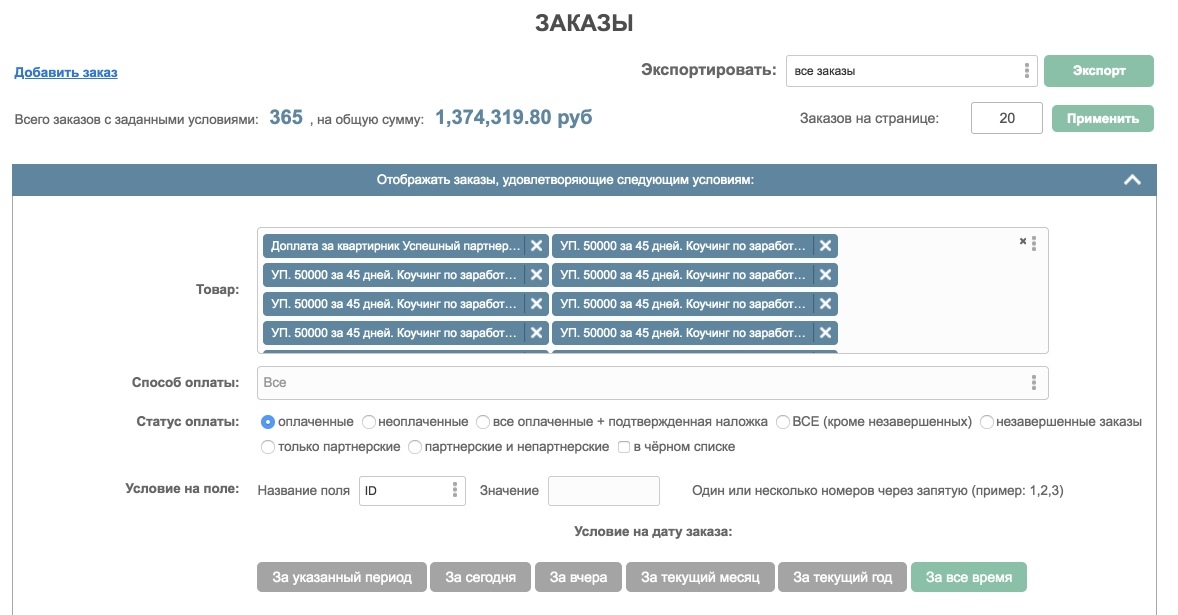 ЗАКАЗЫ
Добавить заказ
Экспортировать: все заказы Экспорт
Всего заказов с заданными условиями: 365 , на общую сумму: 1,374,319.80 руб
Заказов на странице: 20 Применить
Отображать заказы, удовлетворяющие следующим условиям:
Товар:
Доплата за квартирник Успешный партнер... УП. 50000 за 45 дней. Коучинг по заработ...
УП. 50000 за 45 дней. Коучинг по заработ... УП. 50000 за 45 дней. Коучинг по заработ...
УП. 50000 за 45 дней. Коучинг по заработ... УП. 50000 за 45 дней. Коучинг по заработ...
УП. 50000 за 45 дней. Коучинг по заработ... УП. 50000 за 45 дней. Коучинг по заработ...
Способ оплаты: Все
Статус оплаты: оплаченные неоплаченные все оплаченные + подтвержденная наложка ВСЕ (кроме незавершенных) незавершенные заказы
только партнерские партнерские и непартнерские в чёрном списке
Условие на поле: Название поля ID Значение Один или несколько номеров через запятую (пример: 1,2,3)
Условие на дату заказа:
За указанный период За сегодня За вчера За текущий месяц За текущий год За все время